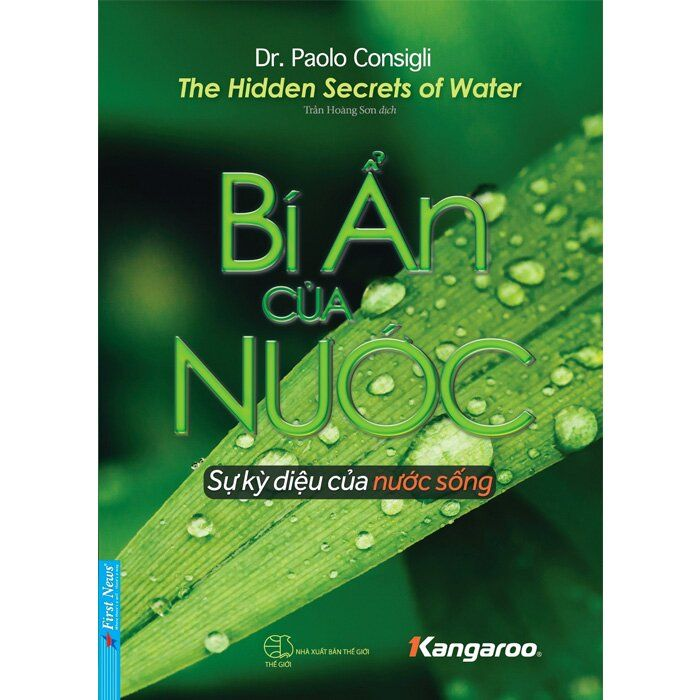 Dr. Paolo Consigli
The Hidden Secrets of Water
Trần Hoàng Sơn dịch
BÍ ẨN
CỦA
NƯỚC
Sự kỳ diệu của nước sống
First News
NHÀ XUẤT BẢN THẾ GIỚI
THẾ GIỚI
Kangaroo